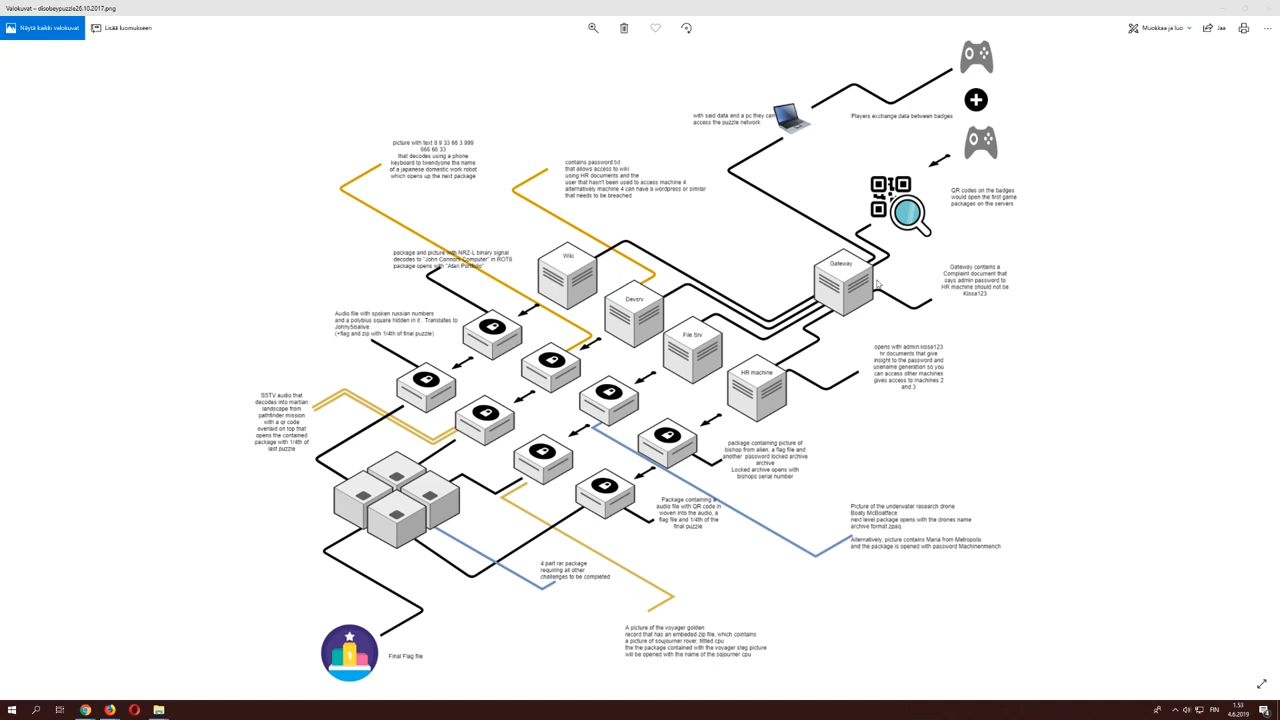 Valokuvat – disobeypuzzle26.10.2017.png
Näytä kaikki valokuvat
Lisää luomukseen
Muokkaa ja luo
Jaa
with said data and a pc they can
access the puzzle network
Players exchange data between badges
picture with text 8 9 33 66 3 999
666 66 33
that decodes using a phone
keyboard to twendyone the name
of a japanese domestic work robot
which opens up the next package
contains password.txt
that allows access to wiki
using HR documents and the
user that hasn't been used to access machine 4
alternatively machine 4 can have a wordpress or similar
that needs to be breached
QR codes on the badges
would open the first game
packages on the servers
package and picture with NRZ-L binary signal
decodes to "John Connors Computer" in ROT6
package opens with "Atari Portfolio"
Wiki
Gateway
Gateway contains a
Complaint document that
says admin password to
HR machine should not be
Kissa123
Devsrv
Audio file with spoken russian numbers
and a polybius square hidden in it . Translates to
Johny5isalive
(+flag and zip with 1/4th of final puzzle)
File Srv
HR machine
opens with admin:kissa123
hr documents that give
insight to the password and
usename generation so you
can access other machines
gives access to machines 2
and 3
SSTV audio that
decodes into martian
landscape from
pathfinder mission
with a qr code
overlaid on top that
opens the contained
package with 1/4th of
last puzzle
package containing picture of
bishop from alien, a flag file and
another password locked archive
archive
Locked archive opens with
bishops serial number
Package containing a
audio file with QR code in
woven into the audio, a
flag file and 1/4th of the
final puzzle
Picture of the underwater research drone
Boaty McBoatface
next level package opens with the drones name
archive format zpaq
Alternatively, picture contains Maria from Metropolis
and the package is opened with password Machinenmench
4 part rar package
requiring all other
challenges to be completed
A picture of the voyager golden
record that has an embeded zip file, which cointains
a picture of soujourner rover, titled cpu
the the package contained with the voyager steg picture
will be opened with the name of the sojourner cpu
1
Final Flag file
FIN
1.53
4.6.2019